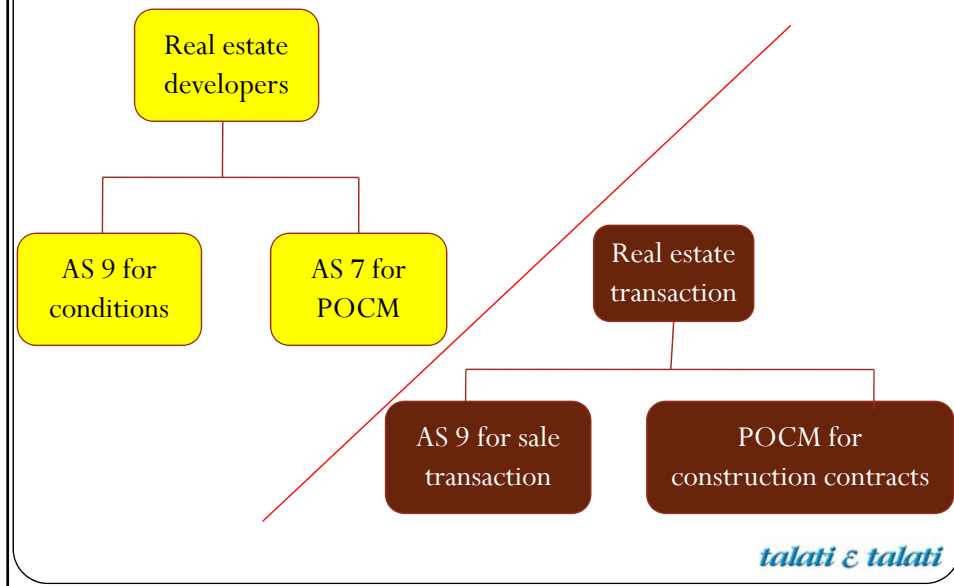 Real estate
developers
AS 9 for
conditions
AS 7 for
POCM
Real estate
transaction
AS 9 for sale
transaction
POCM for
construction contracts
talati & talati